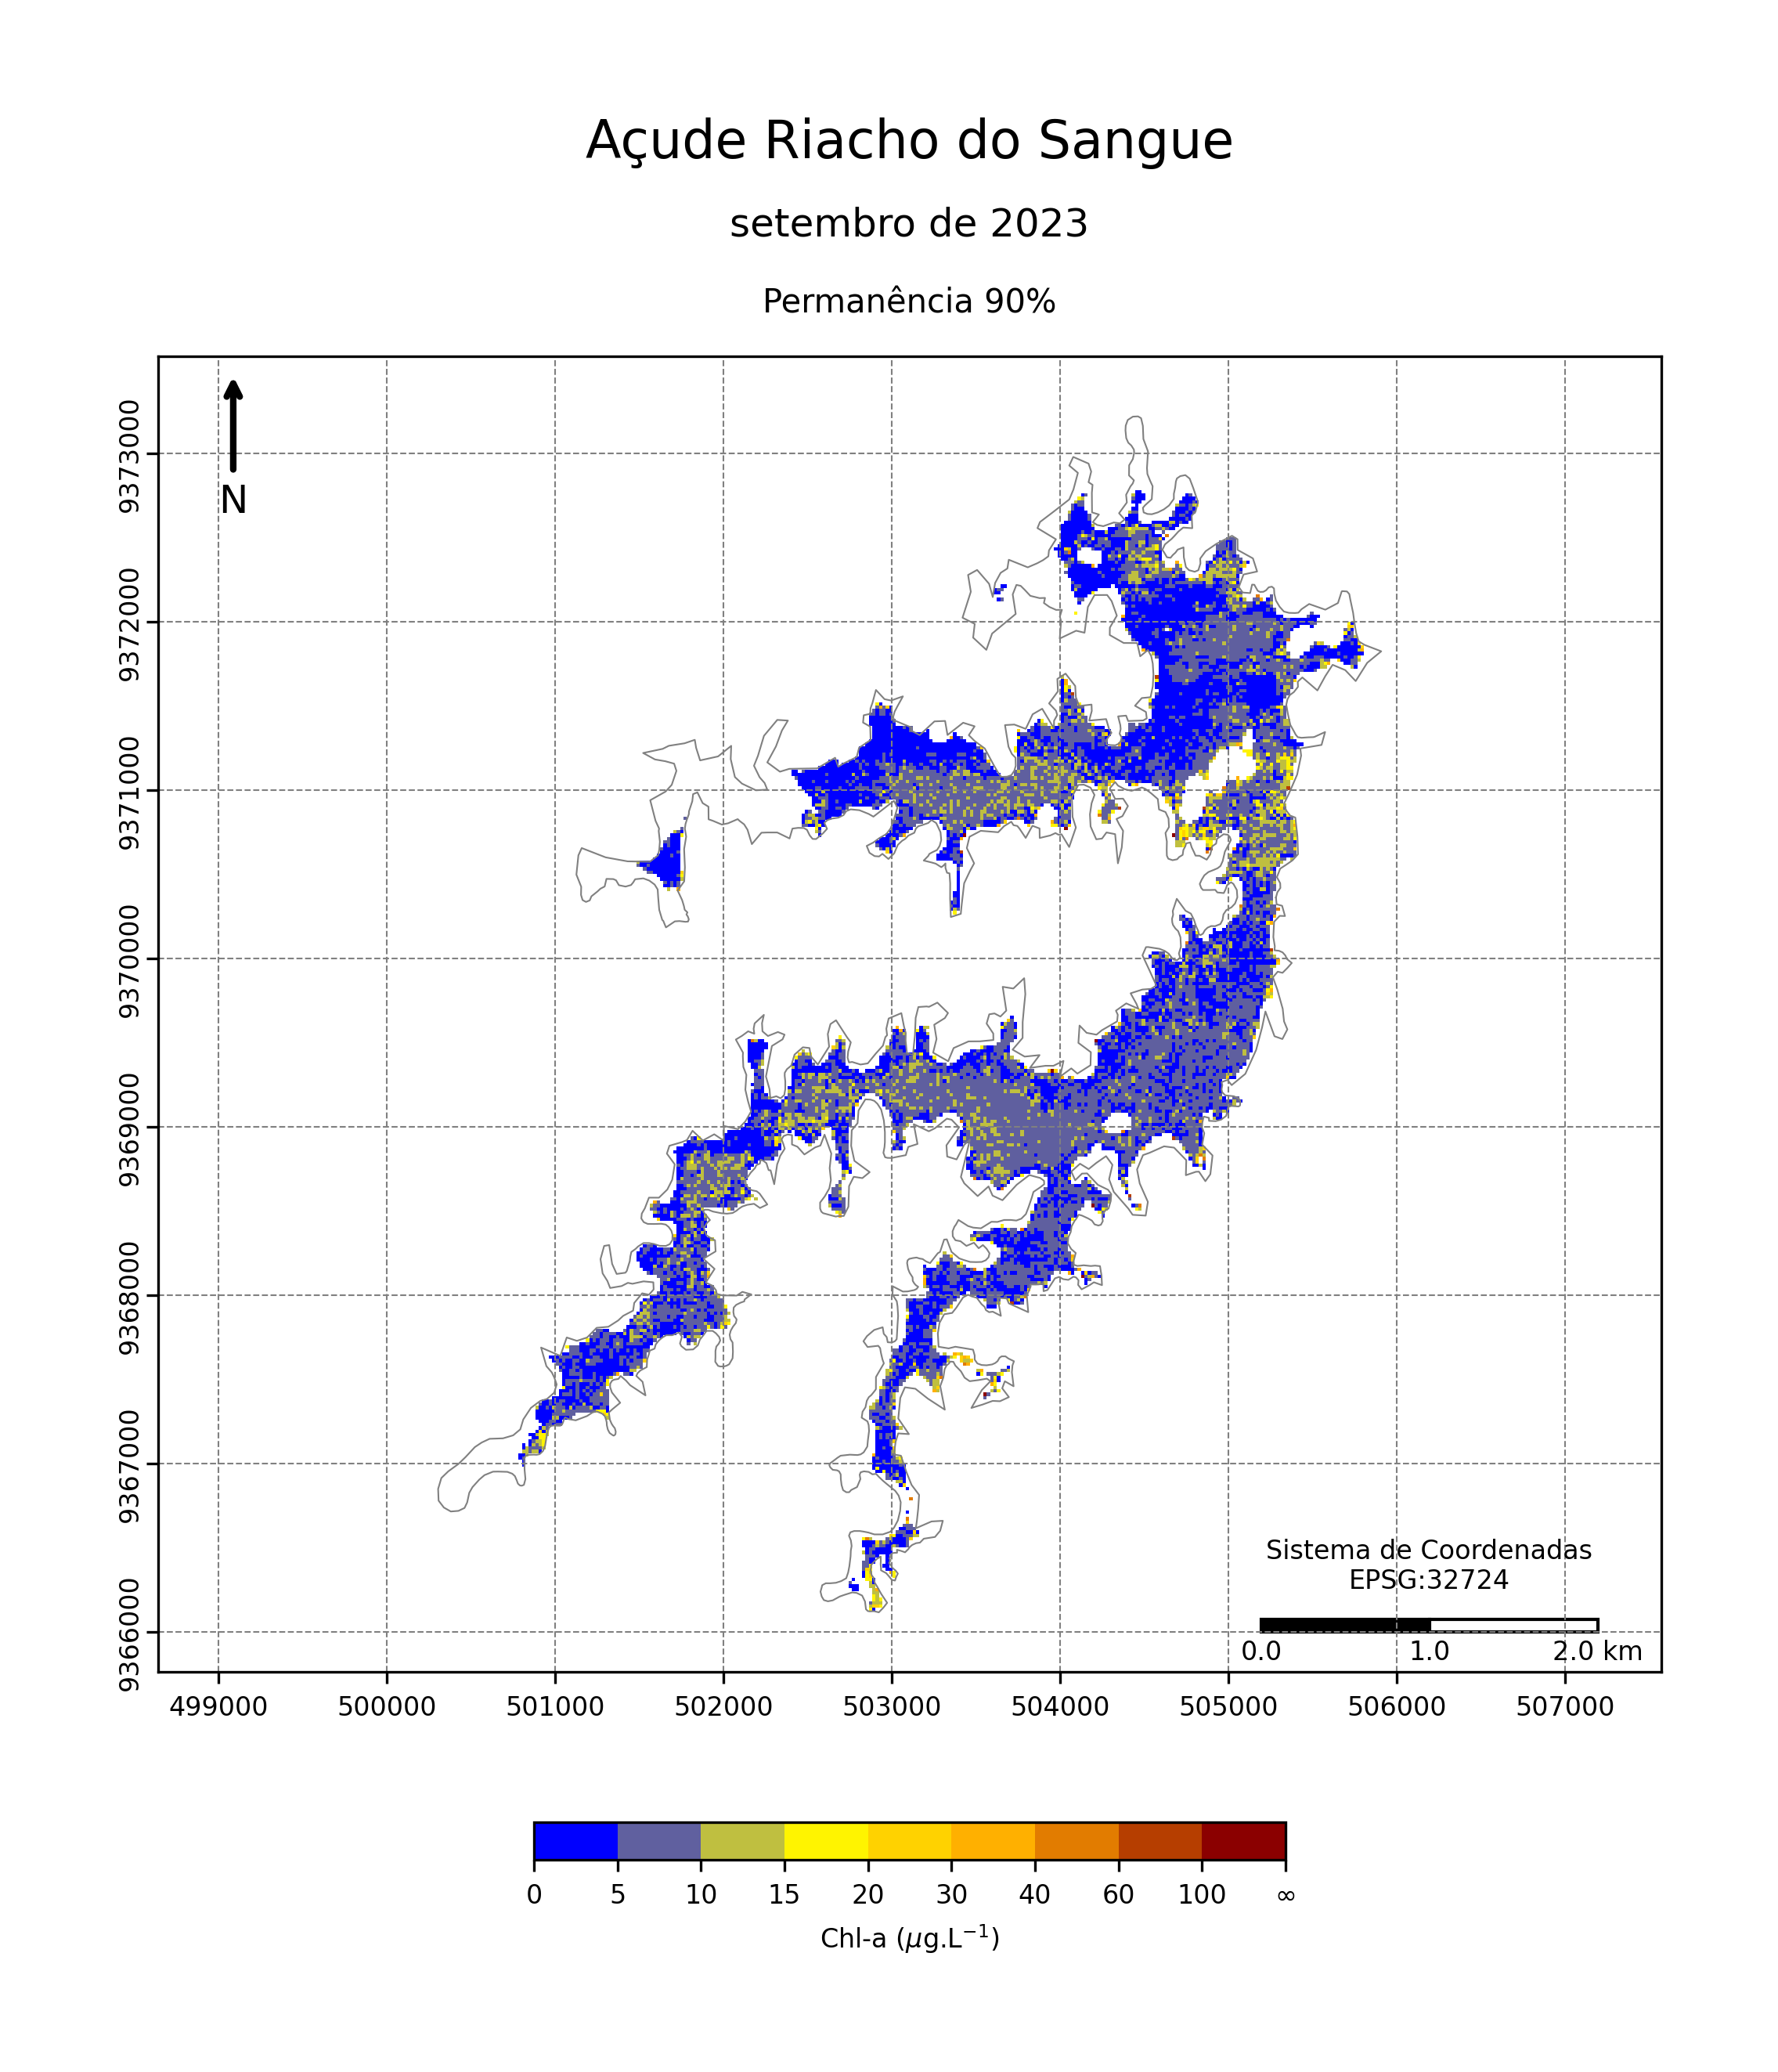 Açude Riacho do Sangue
setembro de 2023
Permanência 90%
N
9373000
9372000
9371000
9370000
9369000
9368000
9367000
9366000
Sistema de Coordenadas
EPSG:32724
0.0 1.0 2.0 km
499000 500000 501000 502000 503000 504000 505000 506000 507000
0 5 10 15 20 30 40 60 100 ∞
Chl-a (μg.L⁻¹)